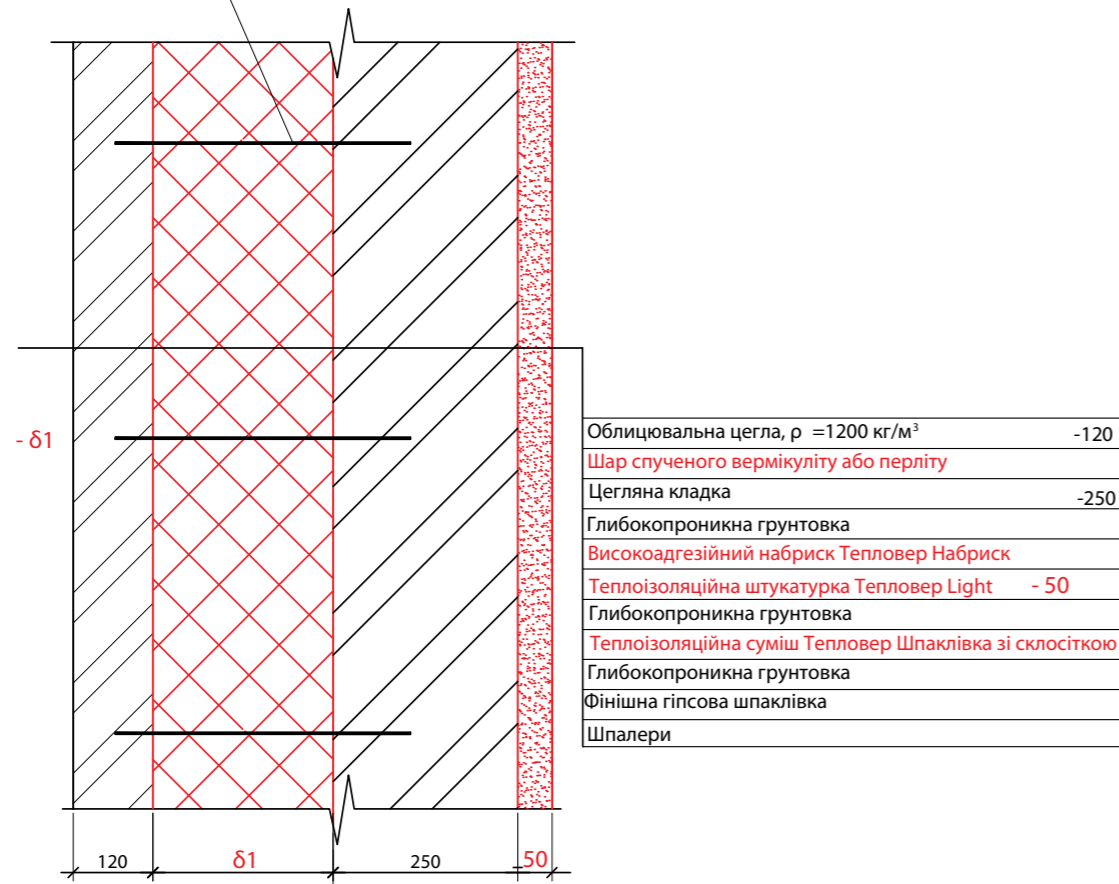 - δ1
Облицювальна цегла, ρ =1200 кг/м³ -120
Шар спученого вермікуліту або перліту
Цегляна кладка -250
Глибокопроникна грунтовка
Високоадгезійний набриск Тепловер Набриск
Теплоізоляційна штукатурка Тепловер Light - 50
Глибокопроникна грунтовка
Теплоізоляційна суміш Тепловер Шпаклівка зі склосіткою
Глибокопроникна грунтовка
Фінішна гіпсова шпаклівка
Шпалери
120 δ1 250 50